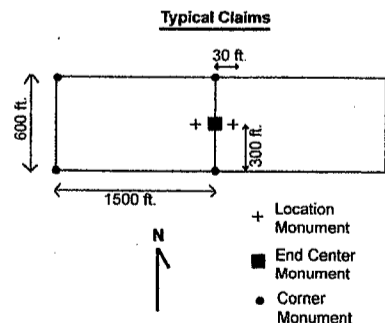 Typical Claims
30 ft.
600 ft.
300 ft.
1500 ft.
+ Location
Monument
N
End Center
Monument
Corner
Monument